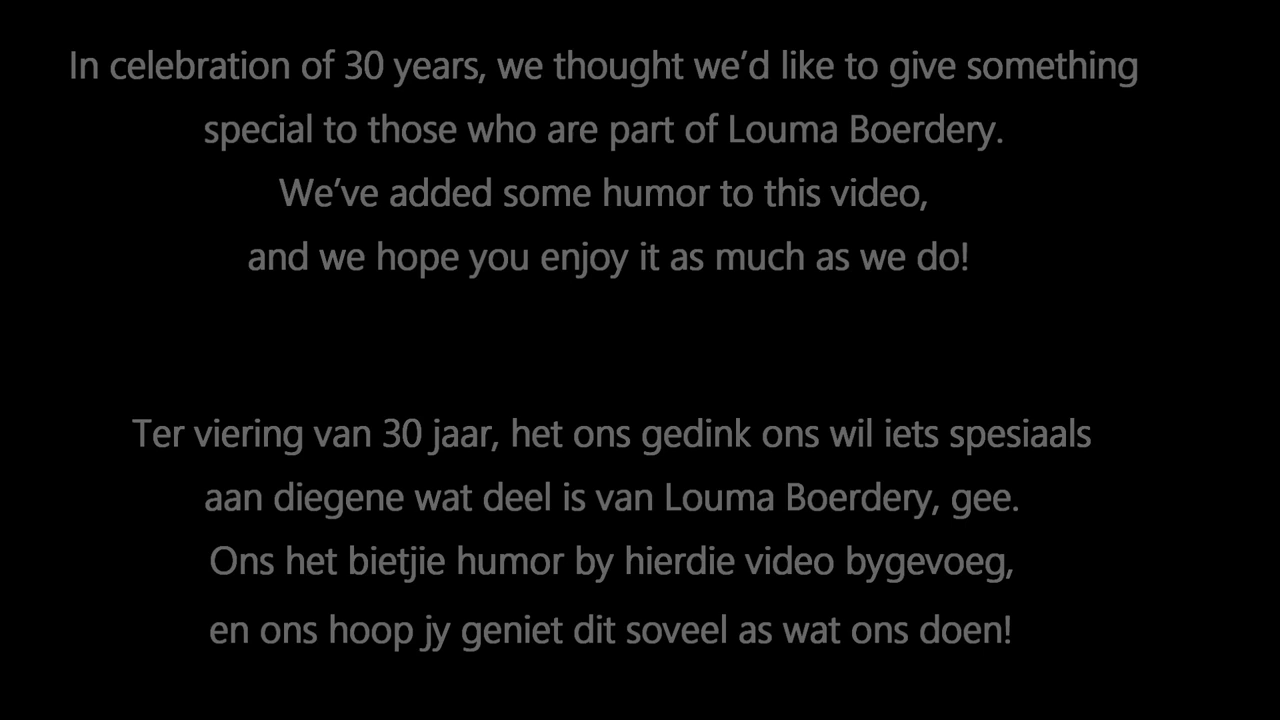 In celebration of 30 years, we thought we’d like to give something
special to those who are part of Louma Boerdery.
We’ve added some humor to this video,
and we hope you enjoy it as much as we do!
Ter viering van 30 jaar, het ons gedink ons wil iets spesiaals
aan diegene wat deel is van Louma Boerdery, gee.
Ons het bietjie humor by hierdie video bygevoeg,
en ons hoop jy geniet dit soveel as wat ons doen!